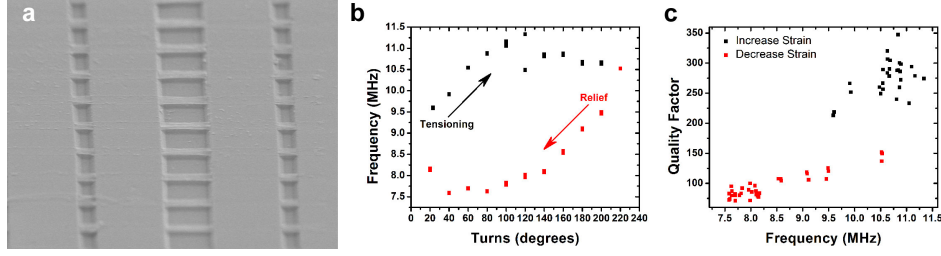 a
b
Frequency (MHz)
11.5
11.0
10.5
10.0
9.5
9.0
8.5
8.0
7.5
Tensioning
Relief
0 20 40 60 80 100 120 140 160 180 200 220 240
Turns (degrees)
c
Quality Factor
350
300
250
200
150
100
Increase Strain
Decrease Strain
7.5 8.0 8.5 9.0 9.5 10.0 10.5 11.0 11.5
Frequency (MHz)